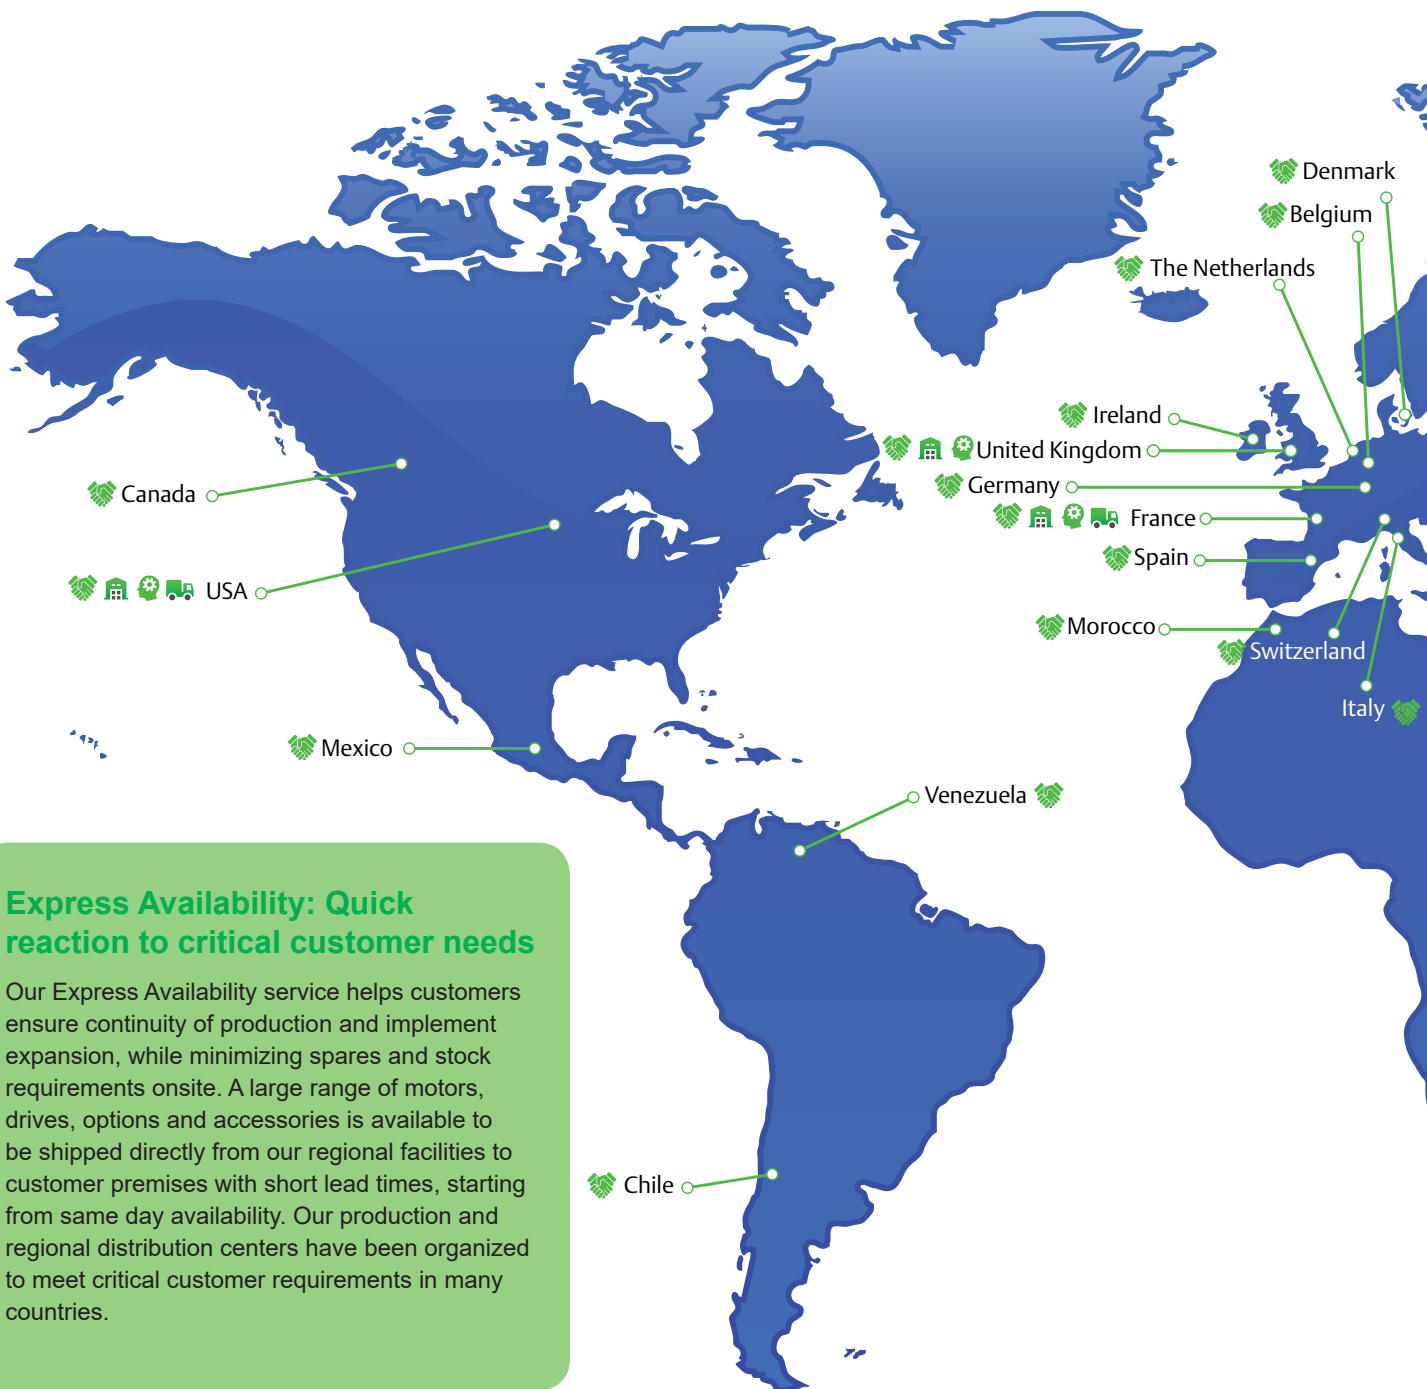 Denmark
Belgium
The Netherlands
Ireland
United Kingdom
Canada
Germany
France
Spain
USA
Morocco
Switzerland
Italy
Mexico
Venezuela
Express Availability: Quick
reaction to critical customer needs
Our Express Availability service helps customers
ensure continuity of production and implement
expansion, while minimizing spares and stock
requirements onsite. A large range of motors,
drives, options and accessories is available to
be shipped directly from our regional facilities to
customer premises with short lead times, starting
from same day availability. Our production and
regional distribution centers have been organized
to meet critical customer requirements in many
countries.
Chile